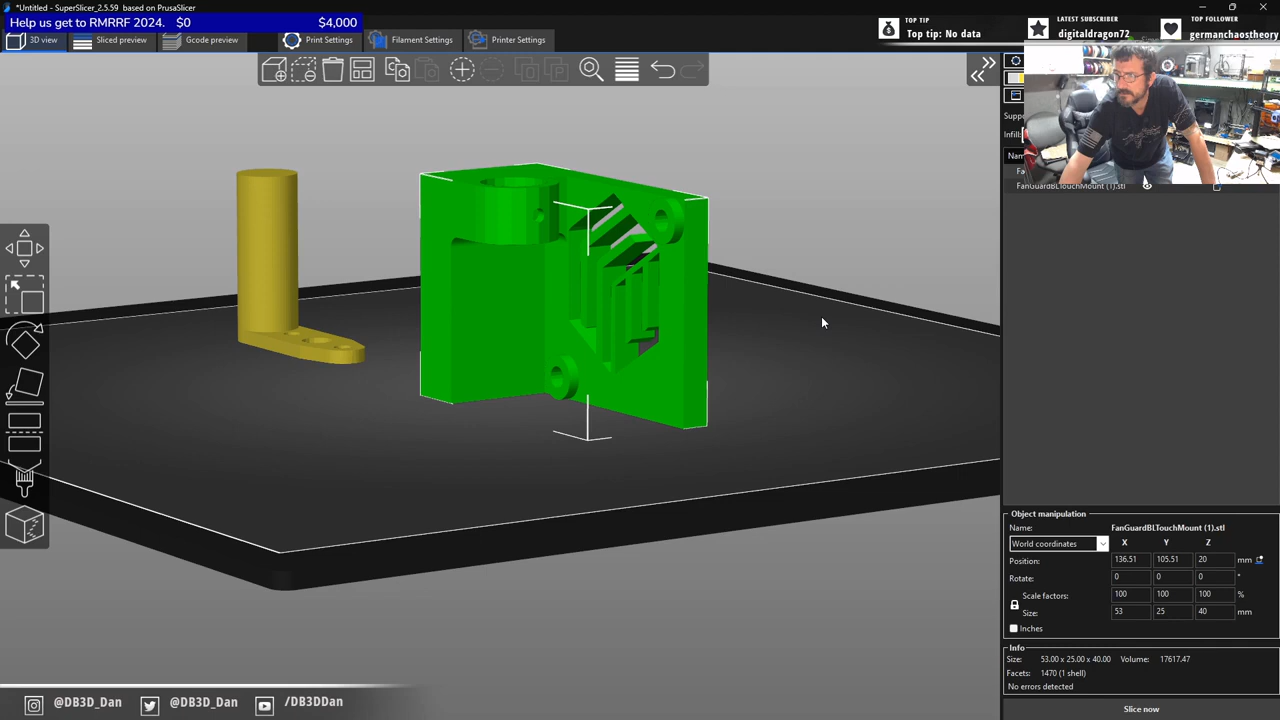 *Untitled - SuperSlicer_2.5.59 based on PrusaSlicer
Help us get to RMRRF 2024. $0 $4,000
TOP TIP
Top tip: No data
LATEST SUBSCRIBER
digitaldragon72
TOP FOLLOWER
germanchaostheory
3D view
Sliced preview
Gcode preview
Print Settings
Filament Settings
Printer Settings
FanGuardBLTouchMount (1).stl
Object manipulation
Name: FanGuardBLTouchMount (1).stl
World coordinates X Y Z
Position: 136.51 105.51 20 mm
Rotate: 0 0 0 °
Scale factors: 100 100 100 %
Size: 53 25 40 mm
Inches
Info
Size: 53.00 x 25.00 x 40.00 Volume: 17617.47
Facets: 1470 (1 shell)
No errors detected
Slice now
@DB3D_Dan
@DB3D_Dan
/DB3DDan